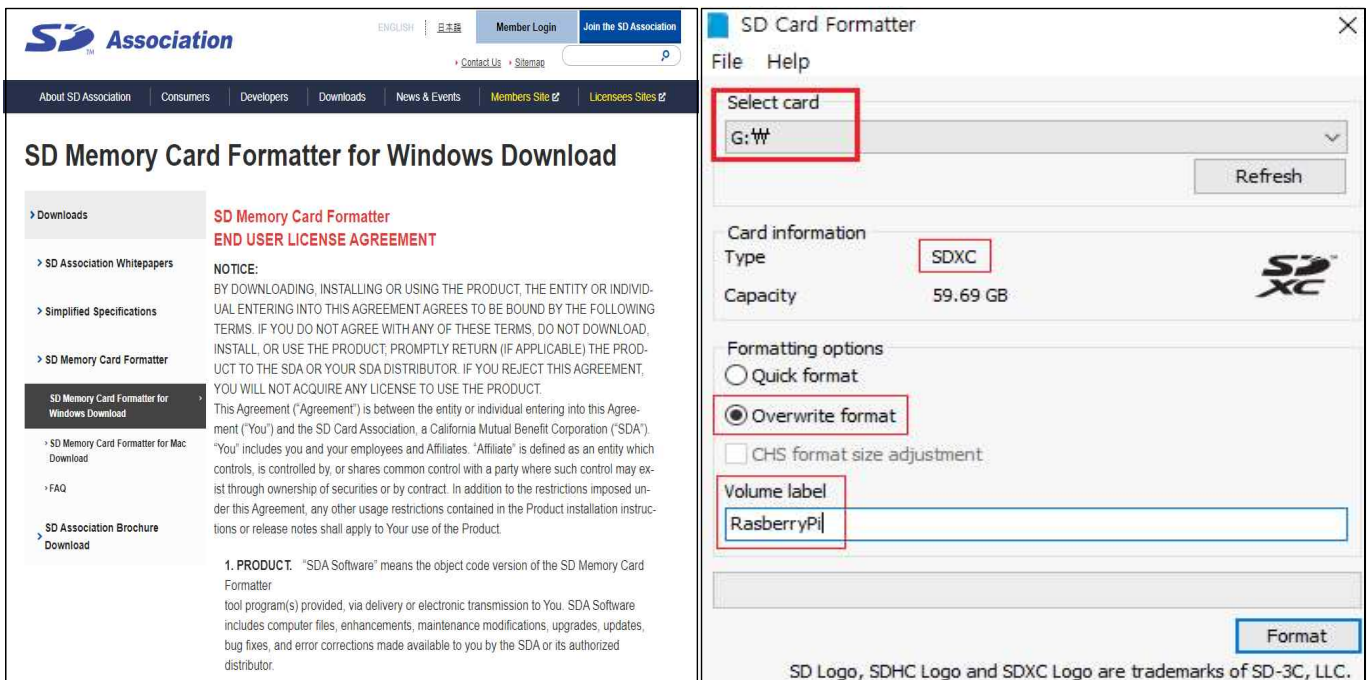 SD Association
TM
ENGLISH
日本語
Member Login
Join the SD Association
Contact Us
Sitemap
About SD Association
Consumers
Developers
Downloads
News & Events
Members Site
Licensees Sites
SD Memory Card Formatter for Windows Download
Downloads
SD Association Whitepapers
Simplified Specifications
SD Memory Card Formatter
SD Memory Card Formatter for
Windows Download
SD Memory Card Formatter for Mac
Download
FAQ
SD Association Brochure
Download
SD Memory Card Formatter
END USER LICENSE AGREEMENT
NOTICE:
BY DOWNLOADING, INSTALLING OR USING THE PRODUCT, THE ENTITY OR INDIVID-
UAL ENTERING INTO THIS AGREEMENT AGREES TO BE BOUND BY THE FOLLOWING
TERMS. IF YOU DO NOT AGREE WITH ANY OF THESE TERMS, DO NOT DOWNLOAD,
INSTALL, OR USE THE PRODUCT; PROMPTLY RETURN (IF APPLICABLE) THE PROD-
UCT TO THE SDA OR YOUR SDA DISTRIBUTOR. IF YOU REJECT THIS AGREEMENT,
YOU WILL NOT ACQUIRE ANY LICENSE TO USE THE PRODUCT.
This Agreement ("Agreement") is between the entity or individual entering into this Agree-
ment ("You") and the SD Card Association, a California Mutual Benefit Corporation ("SDA").
"You" includes you and your employees and Affiliates. "Affiliate" is defined as an entity which
controls, is controlled by, or shares common control with a party where such control may ex-
ist through ownership of securities or by contract. In addition to the restrictions imposed un-
der this Agreement, any other usage restrictions contained in the Product installation instruc-
tions or release notes shall apply to Your use of the Product.
1. PRODUCT. "SDA Software" means the object code version of the SD Memory Card
Formatter
tool program(s) provided, via delivery or electronic transmission to You. SDA Software
includes computer files, enhancements, maintenance modifications, upgrades, updates,
bug fixes, and error corrections made available to you by the SDA or its authorized
distributor.
SD Card Formatter
File Help
Select card
G:₩
Refresh
Card information
Type SDXC
Capacity 59.69 GB
SD
XC
Formatting options
Quick format
Overwrite format
CHS format size adjustment
Volume label
RasberryPi
Format
SD Logo, SDHC Logo and SDXC Logo are trademarks of SD-3C, LLC.